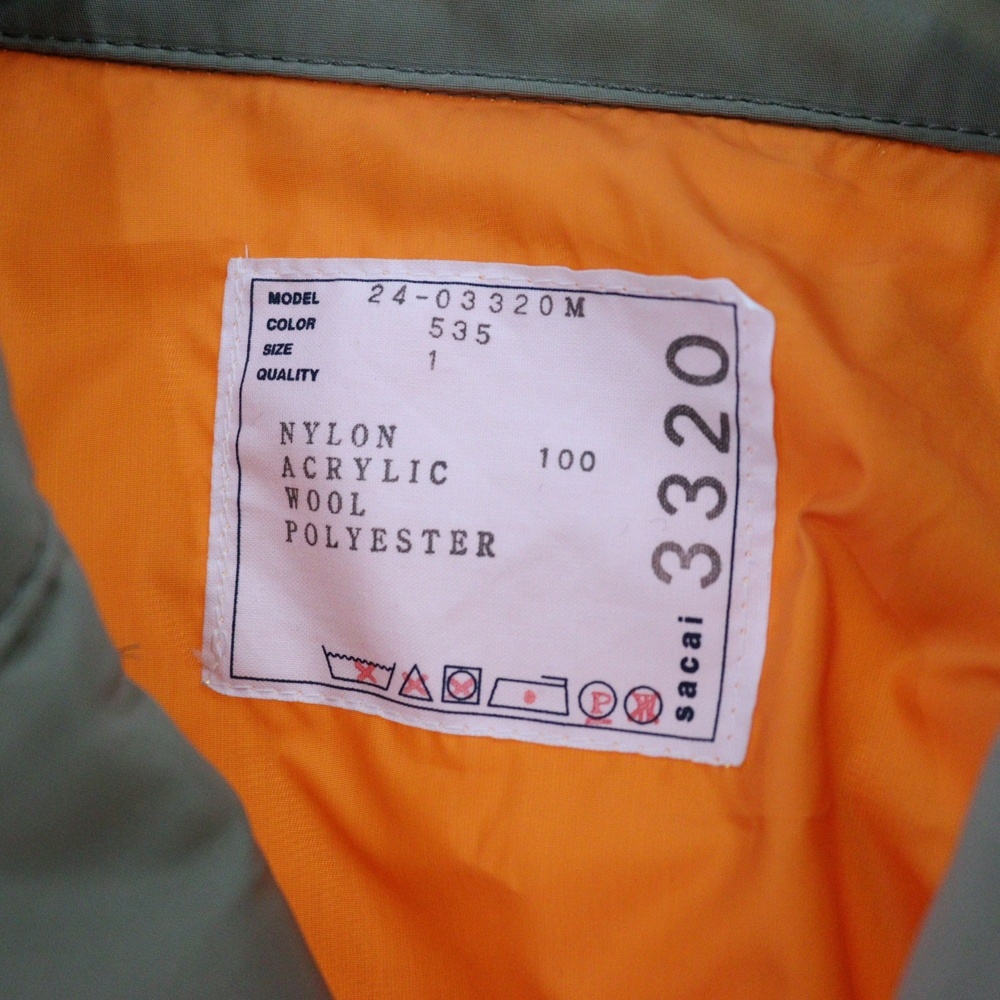 MODEL 24-03320M
COLOR 535
SIZE 1
QUALITY
NYLON
ACRYLIC 100
WOOL
POLYESTER
P
W
sacai 3320